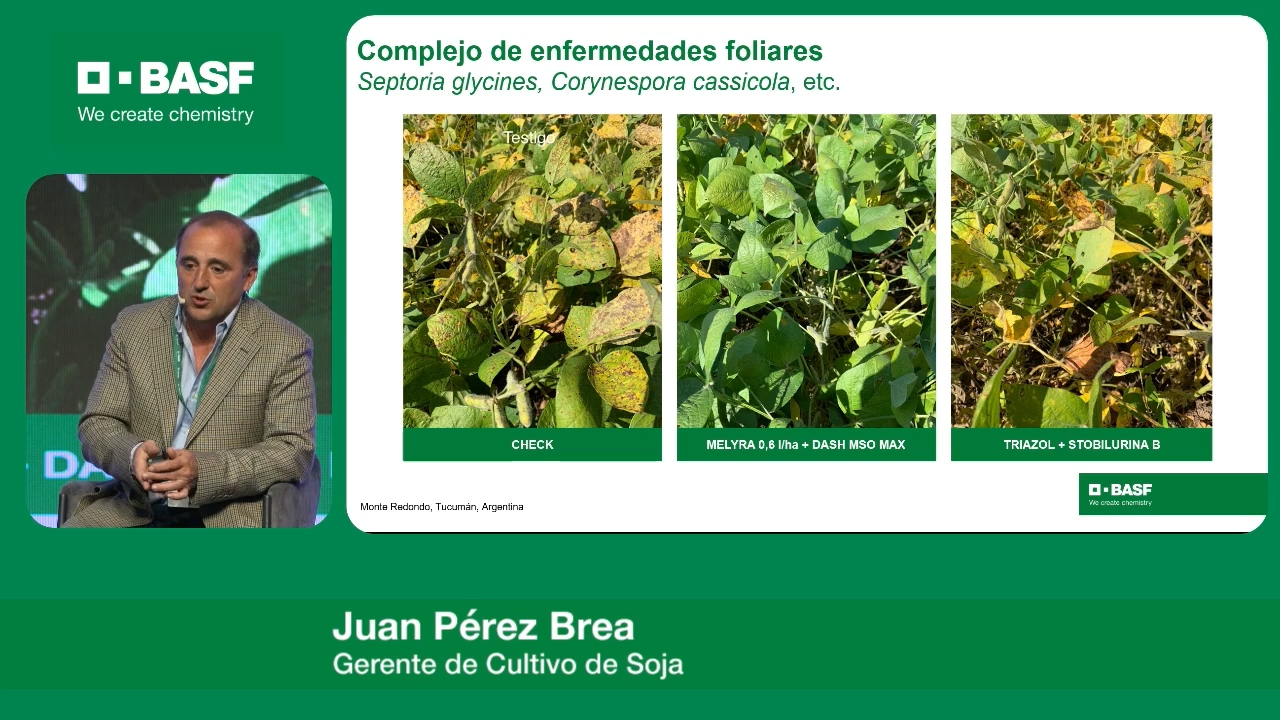 BASF
We create chemistry
DA
Complejo de enfermedades foliares
Septoria glycines, Corynespora cassicola, etc.
Testigo
CHECK
MELYRA 0,6 l/ha + DASH MSO MAX
TRIAZOL + STOBILURINA B
Monte Redondo, Tucumán, Argentina
BASF
We create chemistry
Juan Pérez Brea
Gerente de Cultivo de Soja